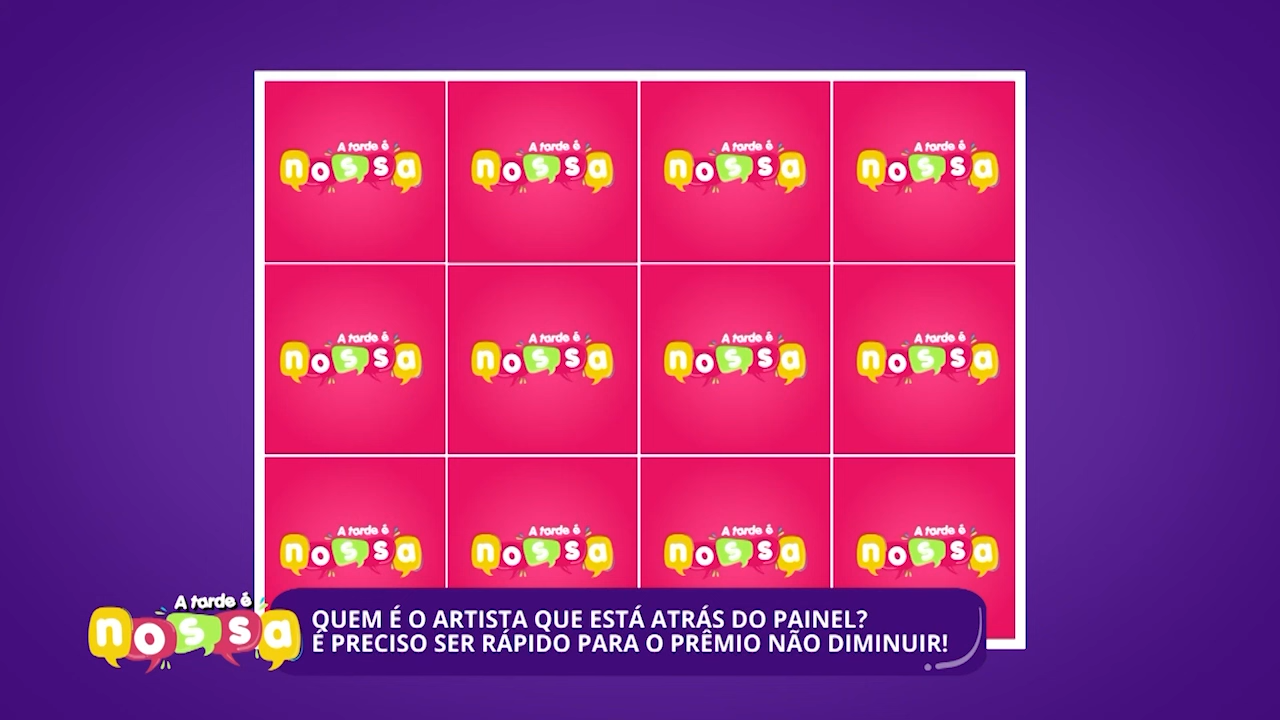 A tarde é A tarde é A tarde é A tarde é
nossa nossa nossa nossa
A tarde é A tarde é A tarde é A tarde é
nossa nossa nossa nossa
A tarde é A tarde é A tarde é A tarde é
nossa nossa nossa nossa
A tarde é
nossa
QUEM É O ARTISTA QUE ESTÁ ATRÁS DO PAINEL?
É PRECISO SER RÁPIDO PARA O PRÊMIO NÃO DIMINUIR!